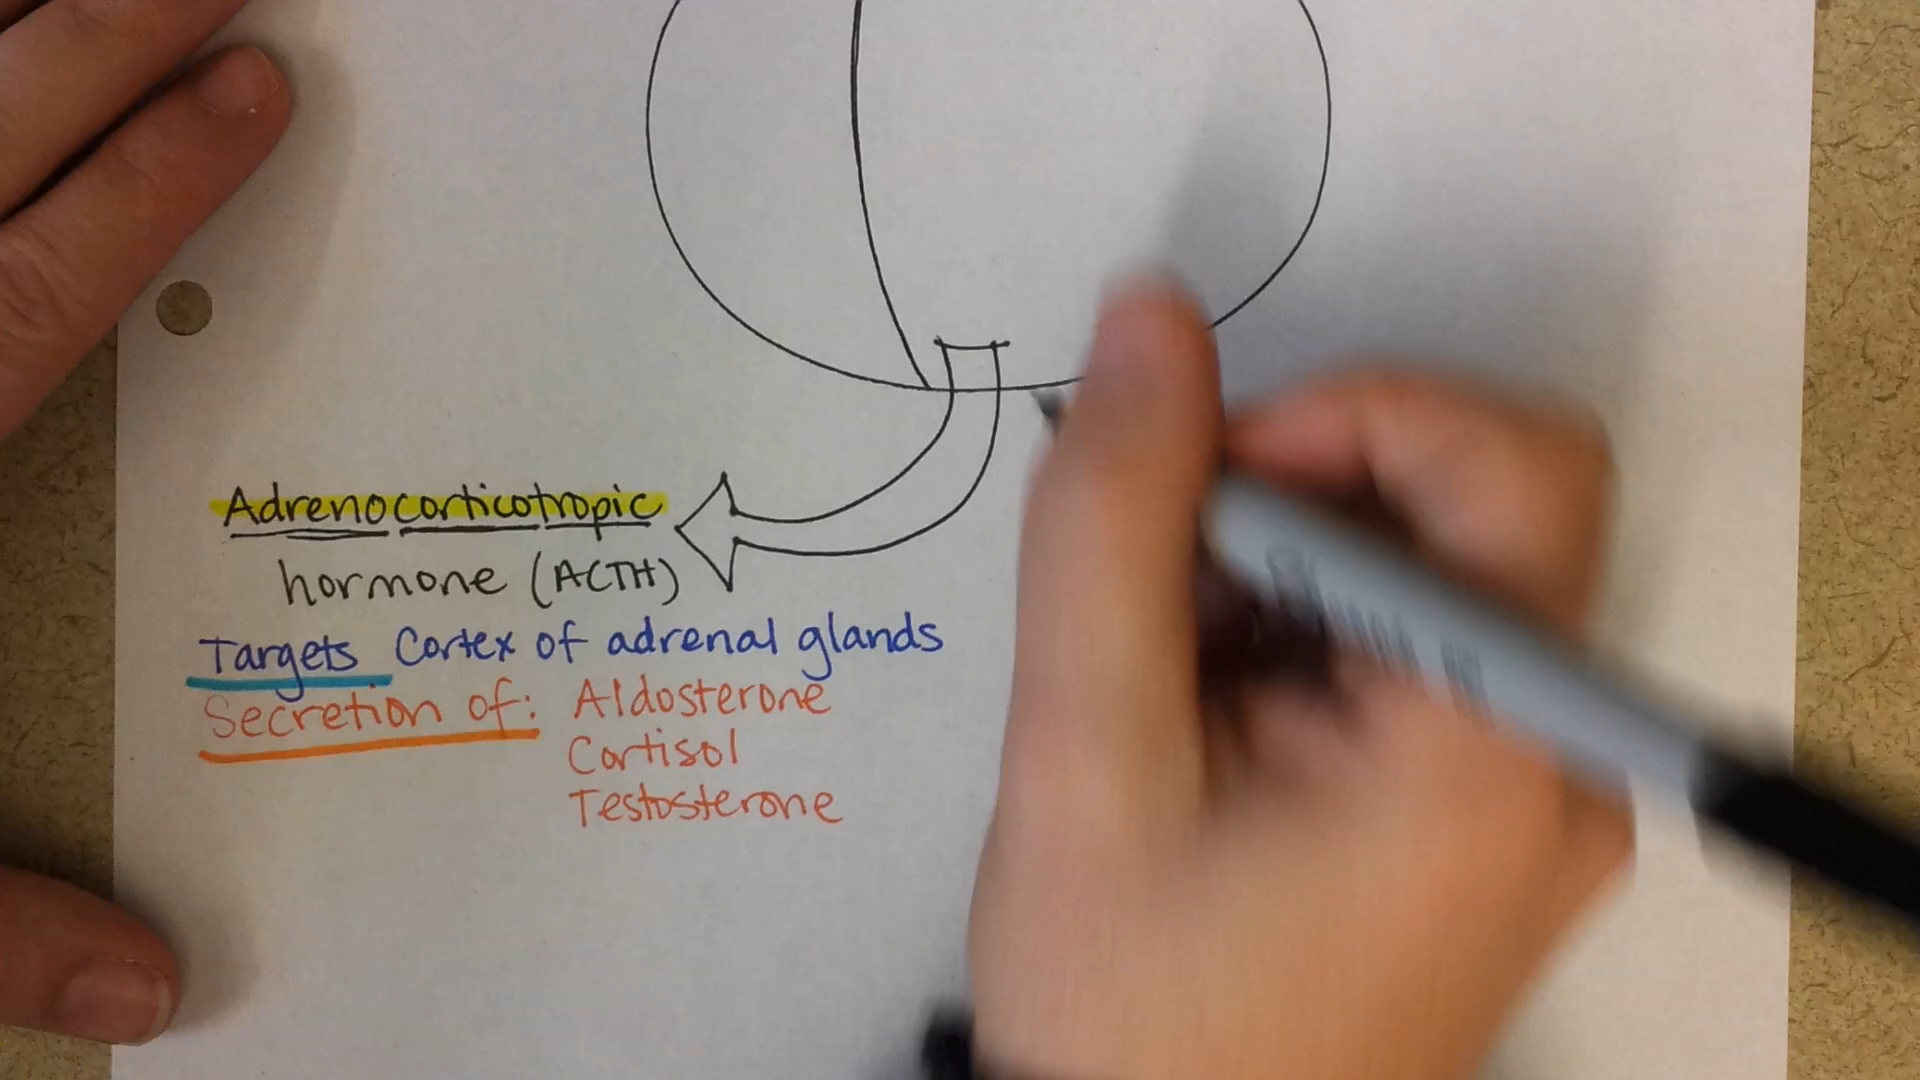 Adrenocorticotropic
hormone (ACTH)
Targets Cortex of adrenal glands
Secretion of: Aldosterone
Cortisol
Testosterone